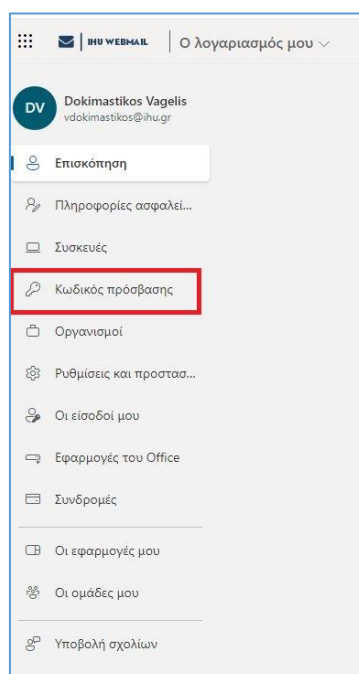 IHU WEBMAIL Ο λογαριασμός μου
DV
Dokimastikos Vagelis
vdokimastikos@ihu.gr
Επισκόπηση
Πληροφορίες ασφαλεί...
Συσκευές
Κωδικός πρόσβασης
Οργανισμοί
Ρυθμίσεις και προστασ...
Οι είσοδοί μου
Εφαρμογές του Office
Συνδρομές
Οι εφαρμογές μου
Οι ομάδες μου
Υποβολή σχολίων